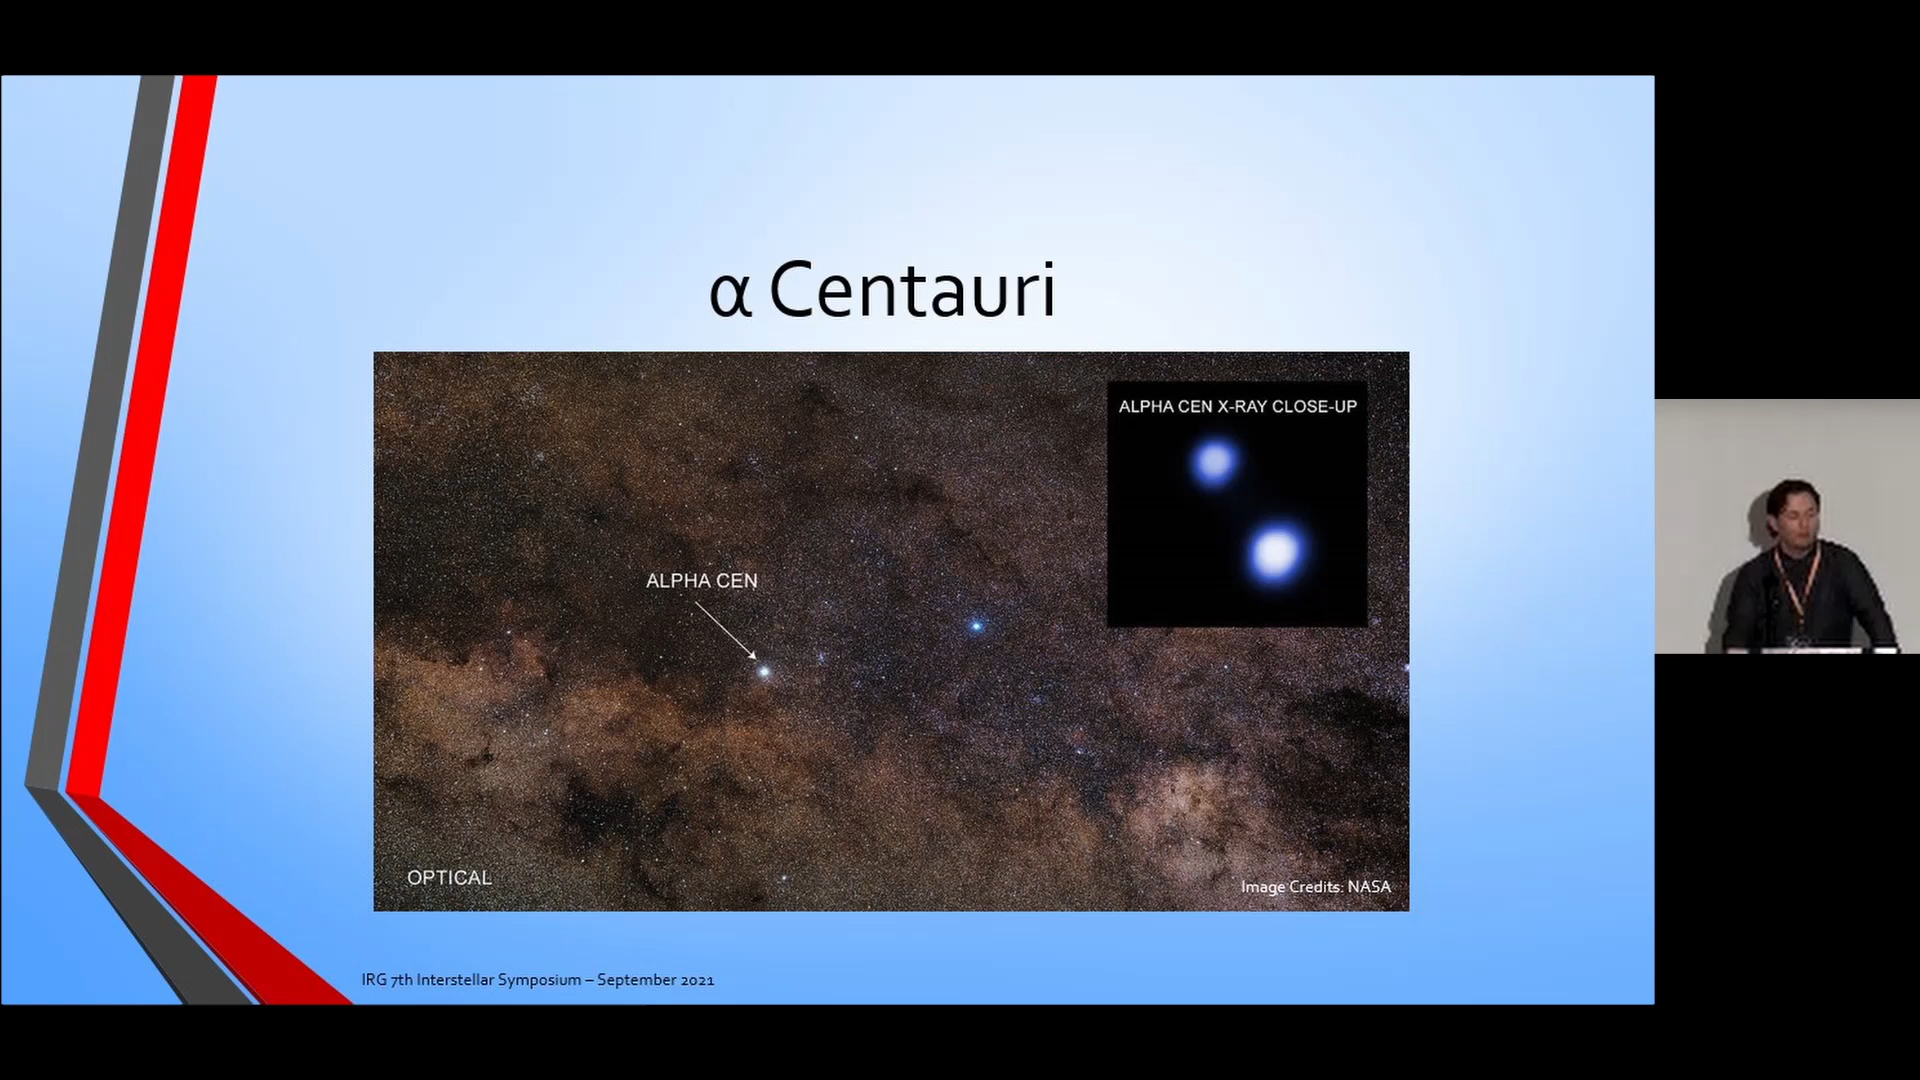 α Centauri
ALPHA CEN X-RAY CLOSE-UP
ALPHA CEN
OPTICAL
Image Credits: NASA
IRG 7th Interstellar Symposium – September 2021